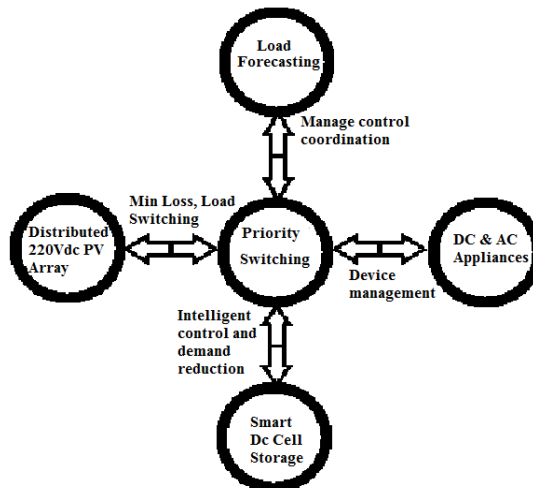 Load
Forecasting
Manage control
coordination
Min Loss, Load
Switching
Distributed
220Vdc PV
Array
Priority
Switching
DC & AC
Appliances
Device
management
Intelligent
control and
demand
reduction
Smart
Dc Cell
Storage